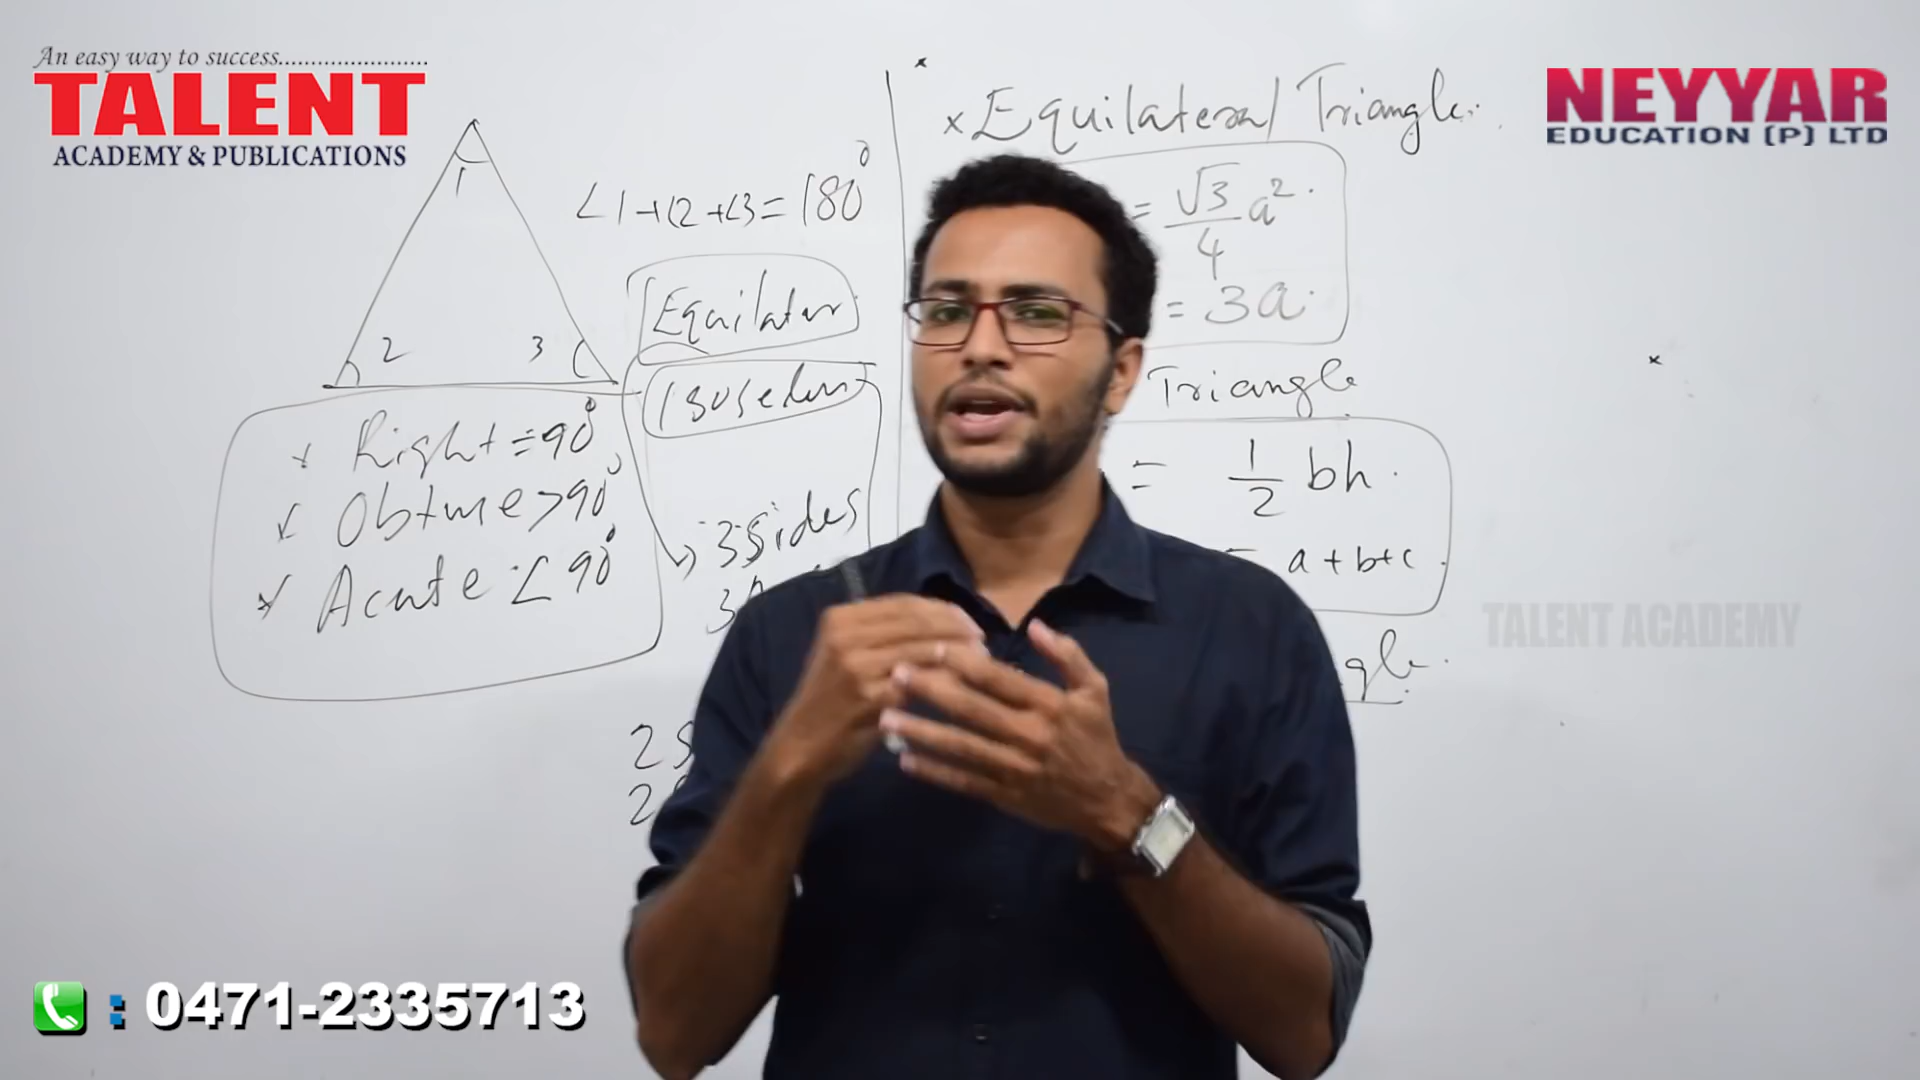 An easy way to success.......................
TALENT
ACADEMY & PUBLICATIONS
NEYYAR
EDUCATION (P) LTD
1
2
3
∠1+∠2+∠3=180°
× Right = 90°
× Obtuse > 90°
× Acute < 90°
3 sides
× Equilateral Triangle.
= √3/4 a².
= 3a.
Triangle
= 1/2 bh.
= a+b+c.
TALENT ACADEMY
: 0471-2335713